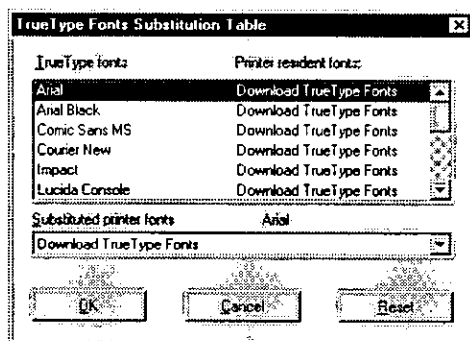 TrueType Fonts Substitution Table
TrueType fonts: Printer resident fonts:
Arial Download TrueType Fonts
Arial Black Download TrueType Fonts
Comic Sans MS Download TrueType Fonts
Courier New Download TrueType Fonts
Impact Download TrueType Fonts
Lucida Console Download TrueType Fonts
Substituted printer fonts Arial
Download TrueType Fonts
OK Cancel Reset